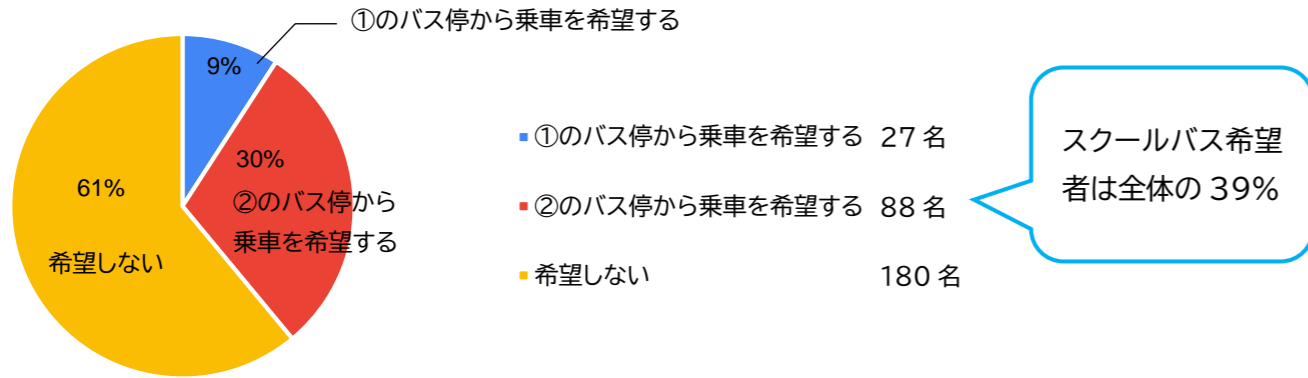 ①のバス停から乗車を希望する
9%
30%
②のバス停から
乗車を希望する
61%
希望しない
①のバス停から乗車を希望する 27 名
②のバス停から乗車を希望する 88 名
希望しない 180 名
スクールバス希望
者は全体の 39%